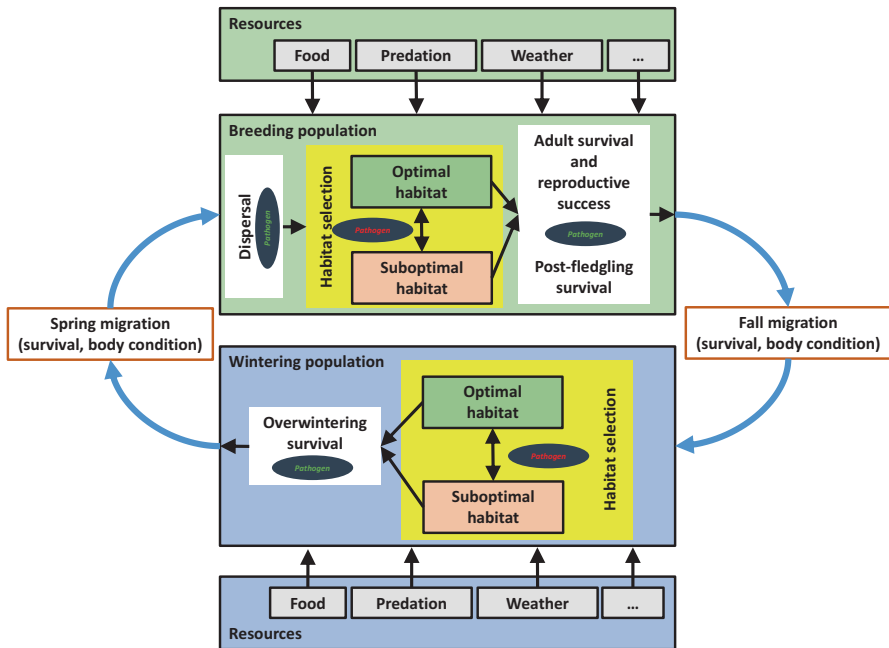 Resources
Food
Predation
Weather
...
Breeding population
Dispersal
Pathogen
Habitat selection
Optimal
habitat
Pathogen
Suboptimal
habitat
Adult survival
and
reproductive
success
Pathogen
Post-fledgling
survival
Spring migration
(survival, body condition)
Fall migration
(survival, body condition)
Wintering population
Overwintering
survival
Pathogen
Optimal
habitat
Pathogen
Suboptimal
habitat
Habitat selection
Food
Predation
Weather
...
Resources